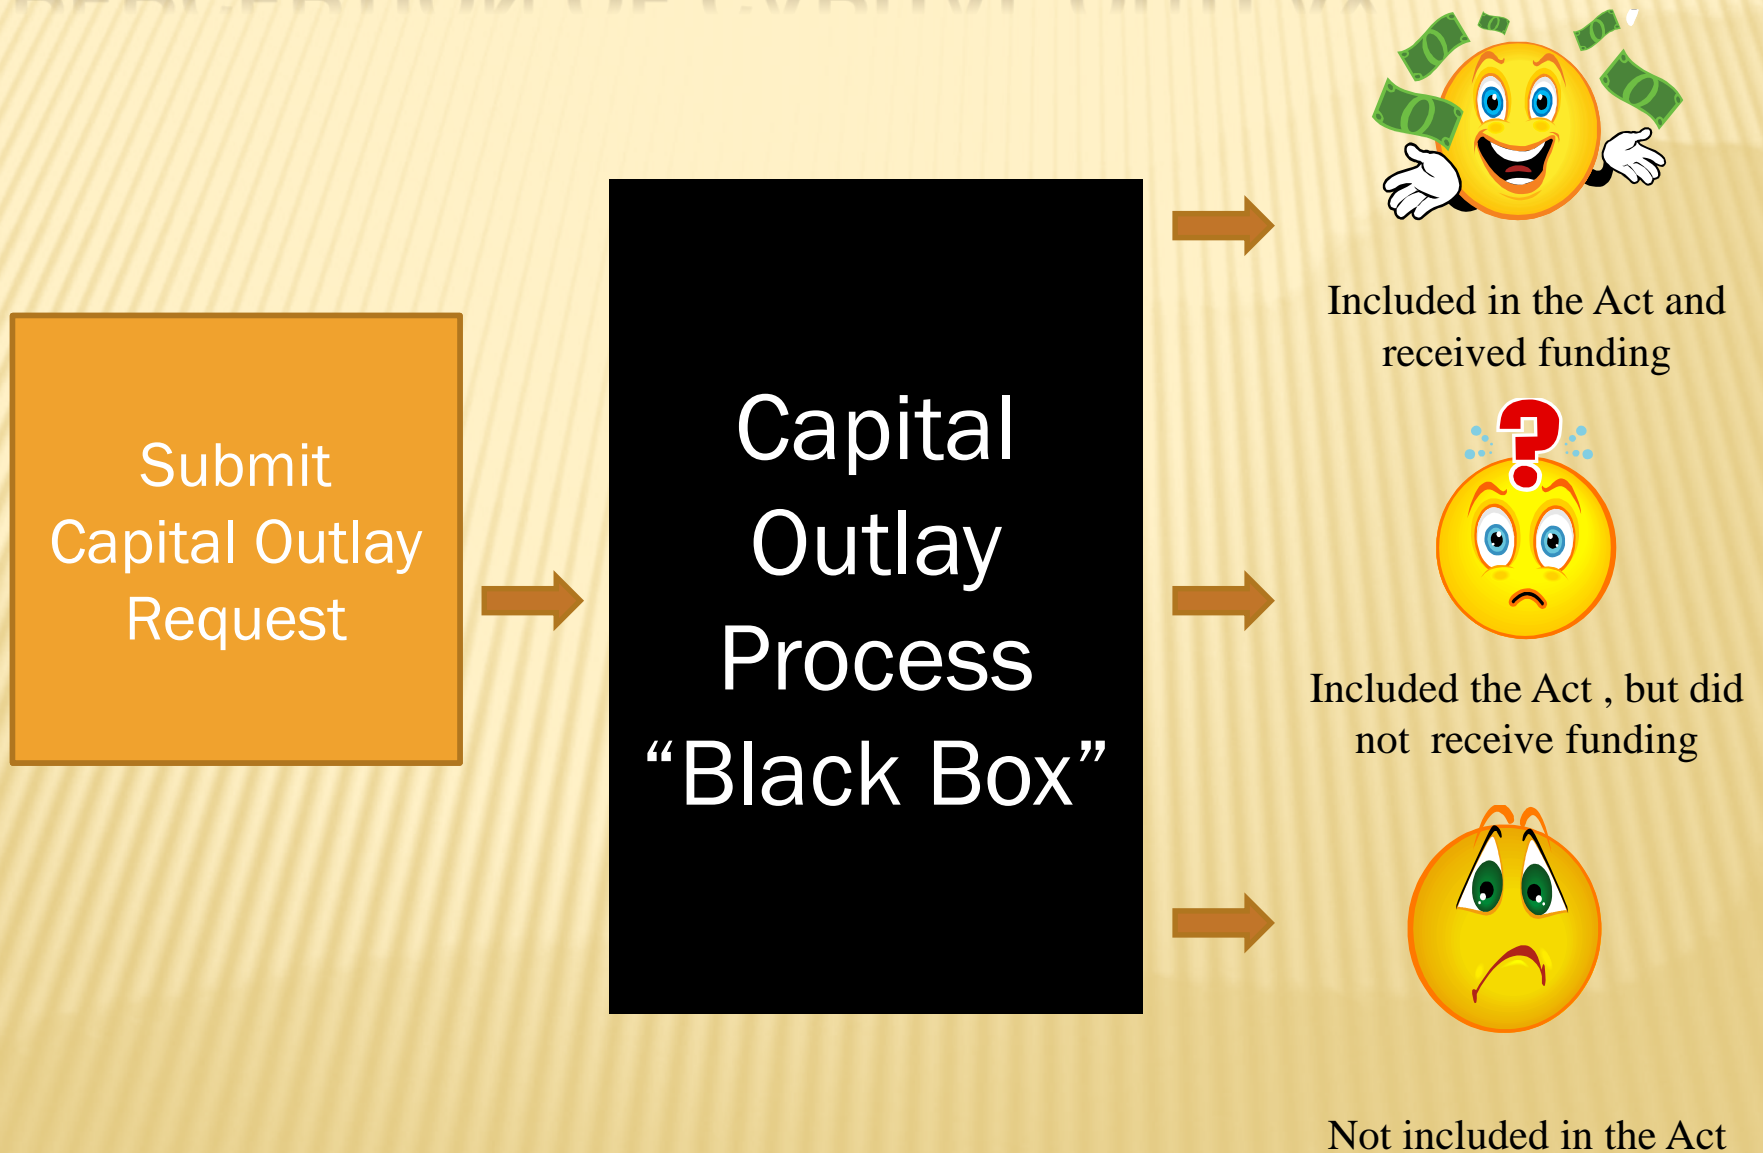 Submit
Capital Outlay
Request
Capital
Outlay
Process
“Black Box”
Included in the Act and
received funding
?
Included the Act , but did
not  receive funding
Not included in the Act